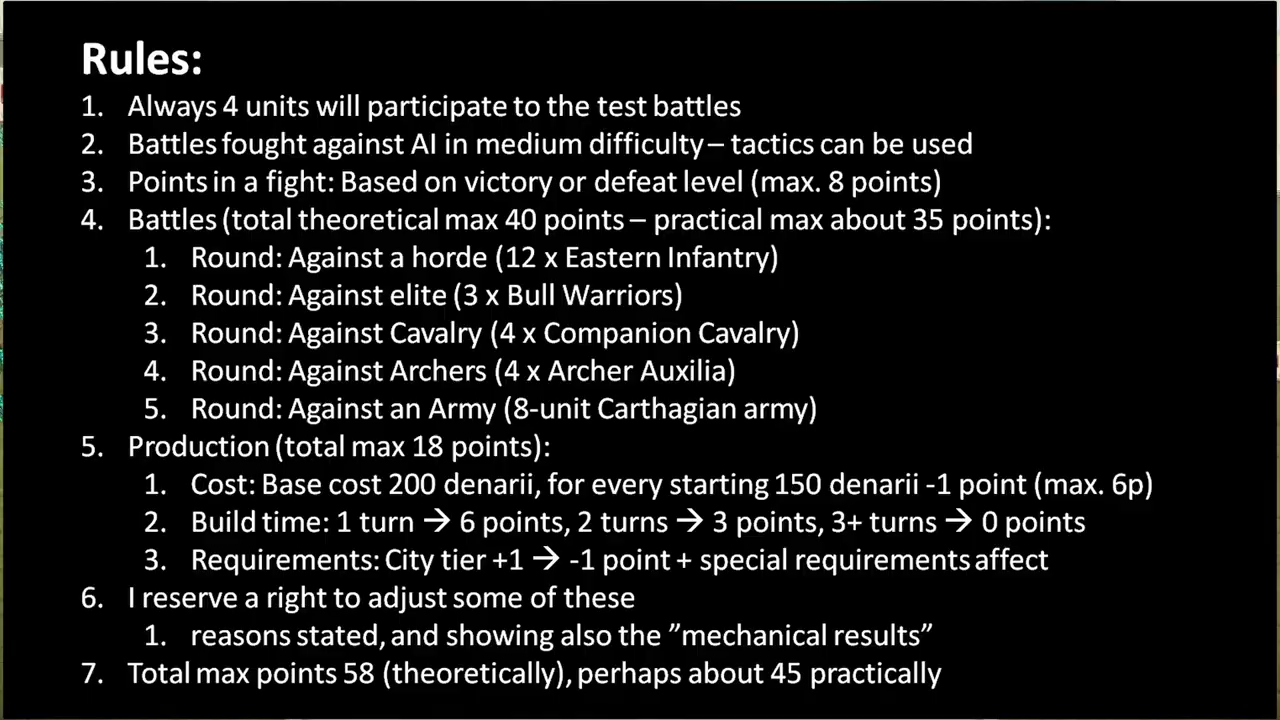 Rules:
1. Always 4 units will participate to the test battles
2. Battles fought against AI in medium difficulty – tactics can be used
3. Points in a fight: Based on victory or defeat level (max. 8 points)
4. Battles (total theoretical max 40 points – practical max about 35 points):
1. Round: Against a horde (12 x Eastern Infantry)
2. Round: Against elite (3 x Bull Warriors)
3. Round: Against Cavalry (4 x Companion Cavalry)
4. Round: Against Archers (4 x Archer Auxilia)
5. Round: Against an Army (8-unit Carthagian army)
5. Production (total max 18 points):
1. Cost: Base cost 200 denarii, for every starting 150 denarii -1 point (max. 6p)
2. Build time: 1 turn → 6 points, 2 turns → 3 points, 3+ turns → 0 points
3. Requirements: City tier +1 → -1 point + special requirements affect
6. I reserve a right to adjust some of these
1. reasons stated, and showing also the ”mechanical results”
7. Total max points 58 (theoretically), perhaps about 45 practically